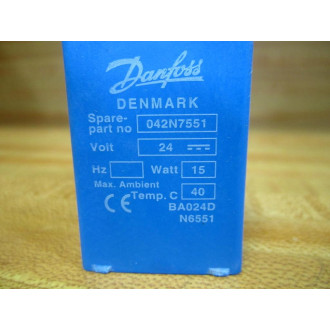 Danfoss
DENMARK
Spare-
part no 042N7551
Volt 24
Hz Watt 15
Max. Ambient
Temp. C 40
CE BA024D
N6551